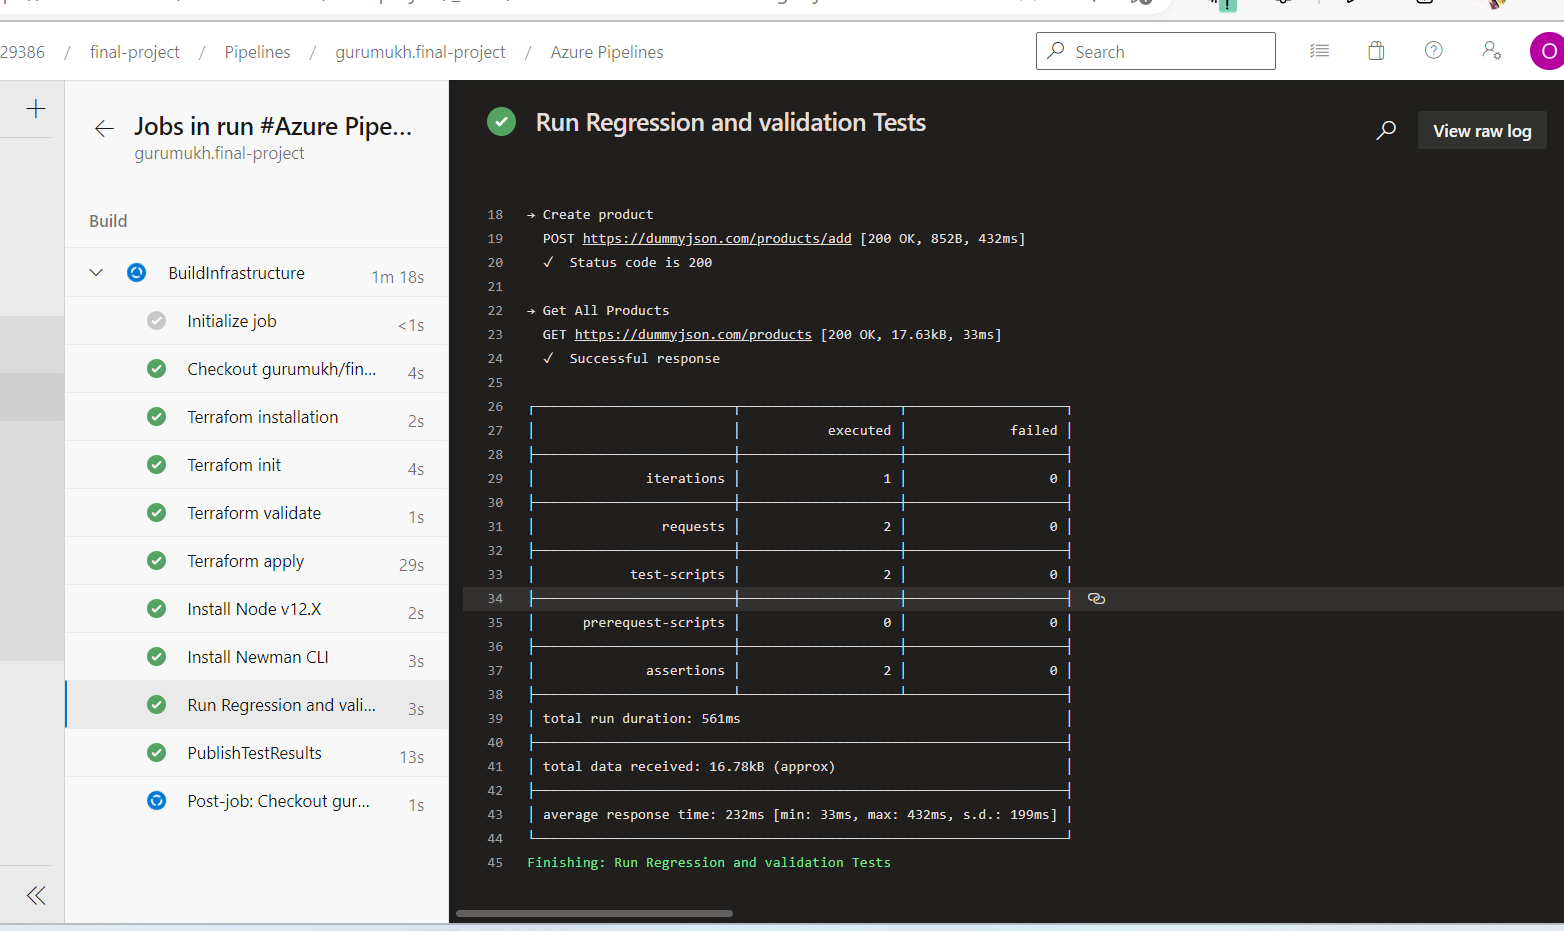 29386 / final-project / Pipelines / gurumukh.final-project / Azure Pipelines
Search
O
Jobs in run #Azure Pipe...
gurumukh.final-project
Build
BuildInfrastructure 1m 18s
Initialize job <1s
Checkout gurumukh/fin... 4s
Terrafom installation 2s
Terrafom init 4s
Terraform validate 1s
Terraform apply 29s
Install Node v12.X 2s
Install Newman CLI 3s
Run Regression and vali... 3s
PublishTestResults 13s
Post-job: Checkout gur... 1s
Run Regression and validation Tests
View raw log
18 → Create product
19 POST https://dummyjson.com/products/add [200 OK, 852B, 432ms]
20 ✓ Status code is 200
21
22 → Get All Products
23 GET https://dummyjson.com/products [200 OK, 17.63kB, 33ms]
24 ✓ Successful response
25
26
27 executed failed
28
29 iterations 1 0
30
31 requests 2 0
32
33 test-scripts 2 0
34
35 prerequest-scripts 0 0
36
37 assertions 2 0
38
39 total run duration: 561ms
40
41 total data received: 16.78kB (approx)
42
43 average response time: 232ms [min: 33ms, max: 432ms, s.d.: 199ms]
44
45 Finishing: Run Regression and validation Tests